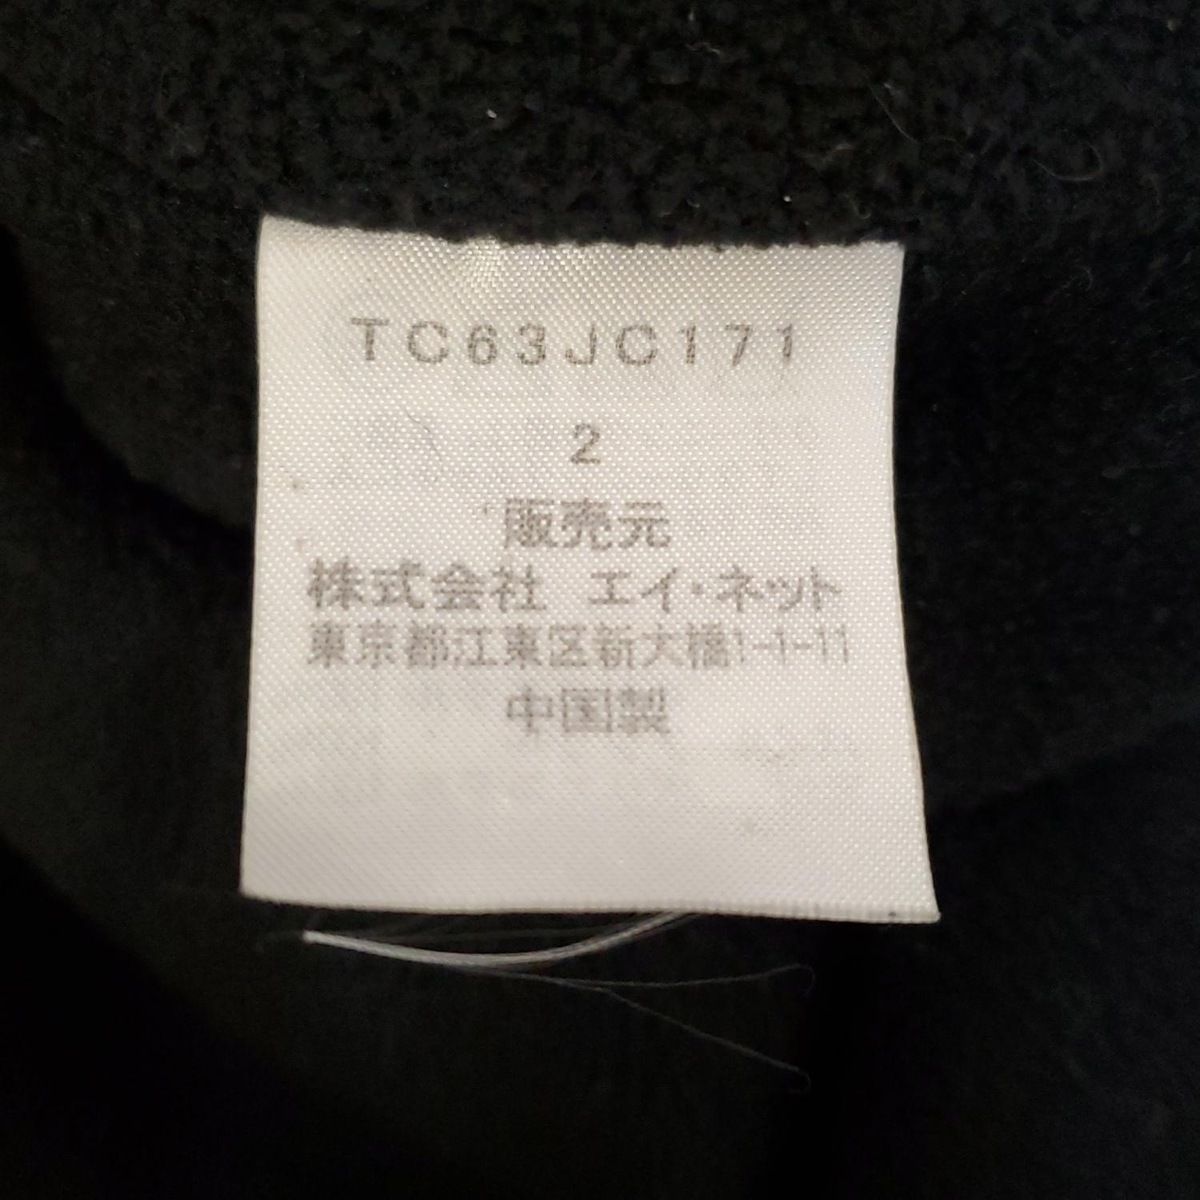 TC63JC171
2
販売元
株式会社 エイ・ネット
東京都江東区新大橋1-1-11
中国製